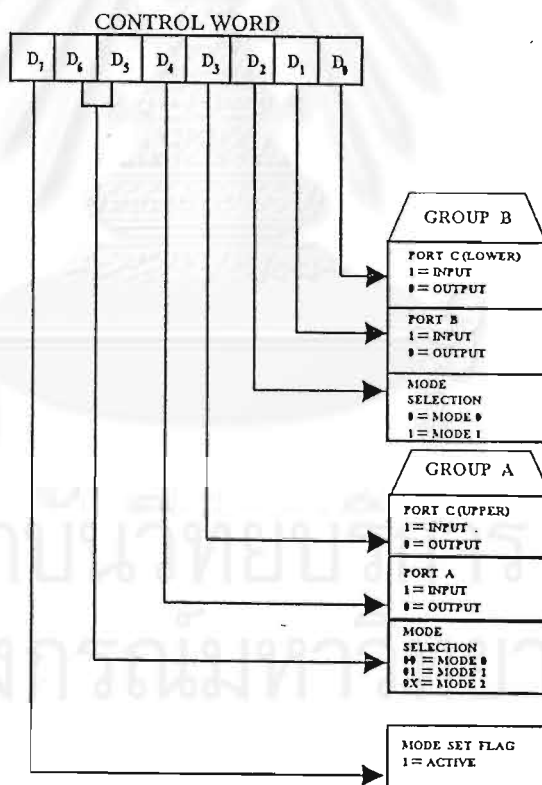 CONTROL WORD
D7 D6 D5 D4 D3 D2 D1 D0
GROUP B
PORT C (LOWER)
1 = INPUT
0 = OUTPUT
PORT B
1 = INPUT
0 = OUTPUT
MODE
SELECTION
0 = MODE 0
1 = MODE 1
GROUP A
PORT C (UPPER)
1 = INPUT .
0 = OUTPUT
PORT A
1 = INPUT
0 = OUTPUT
MODE
SELECTION
00 = MODE 0
01 = MODE 1
0X = MODE 2
MODE SET FLAG
1 = ACTIVE